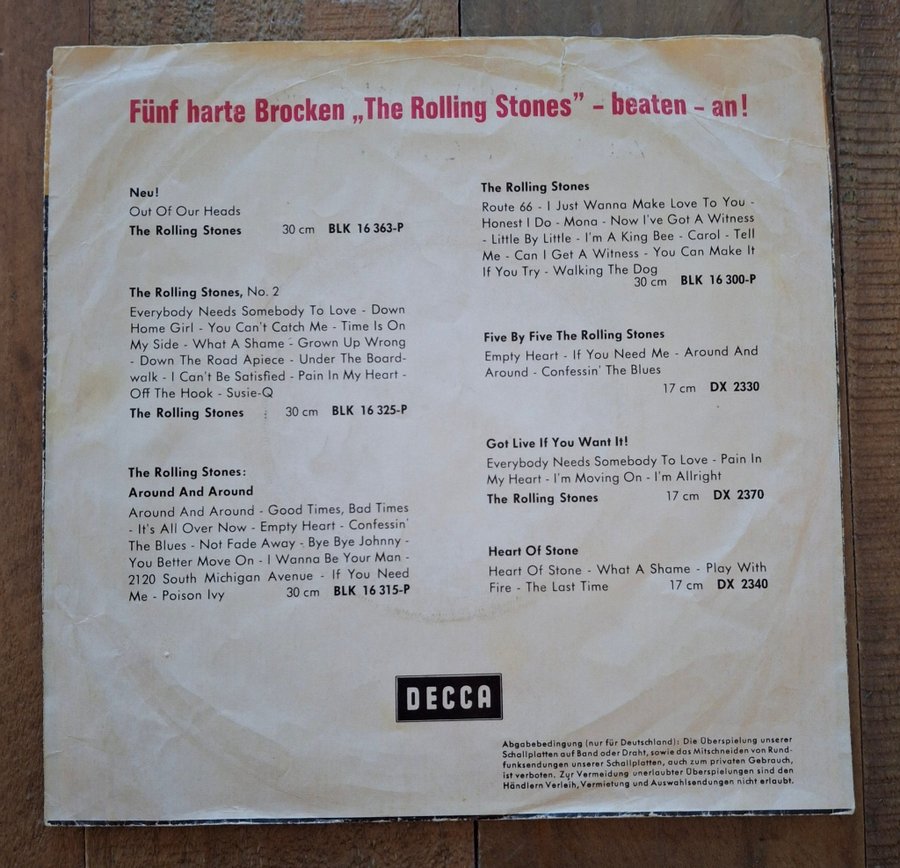 Fünf harte Brocken „The Rolling Stones” – beaten – an!
Neu!
Out Of Our Heads
The Rolling Stones 30 cm BLK 16 363-P
The Rolling Stones, No. 2
Everybody Needs Somebody To Love - Down
Home Girl - You Can't Catch Me - Time Is On
My Side - What A Shame - Grown Up Wrong
- Down The Road Apiece - Under The Board-
walk - I Can't Be Satisfied - Pain In My Heart -
Off The Hook - Susie-Q
The Rolling Stones 30 cm BLK 16 325-P
The Rolling Stones:
Around And Around
Around And Around - Good Times, Bad Times
- It's All Over Now - Empty Heart - Confessin'
The Blues - Not Fade Away - Bye Bye Johnny -
You Better Move On - I Wanna Be Your Man -
2120 South Michigan Avenue - If You Need
Me - Poison Ivy 30 cm BLK 16 315-P
The Rolling Stones
Route 66 - I Just Wanna Make Love To You -
Honest I Do - Mona - Now I've Got A Witness
- Little By Little - I'm A King Bee - Carol - Tell
Me - Can I Get A Witness - You Can Make It
If You Try - Walking The Dog
30 cm BLK 16 300-P
Five By Five The Rolling Stones
Empty Heart - If You Need Me - Around And
Around - Confessin' The Blues
17 cm DX 2330
Got Live If You Want It!
Everybody Needs Somebody To Love - Pain In
My Heart - I'm Moving On - I'm Allright
The Rolling Stones 17 cm DX 2370
Heart Of Stone
Heart Of Stone - What A Shame - Play With
Fire - The Last Time 17 cm DX 2340
DECCA
Abgabebedingung (nur für Deutschland): Die Überspielung unserer
Schallplatten auf Band oder Draht, sowie das Mitschneiden von Rund-
funksendungen unserer Schallplatten, auch zum privaten Gebrauch,
ist verboten. Zur Vermeidung unerlaubter Überspielungen sind den
Händlern Verleih, Vermietung und Auswahlsendungen nicht erlaubt.